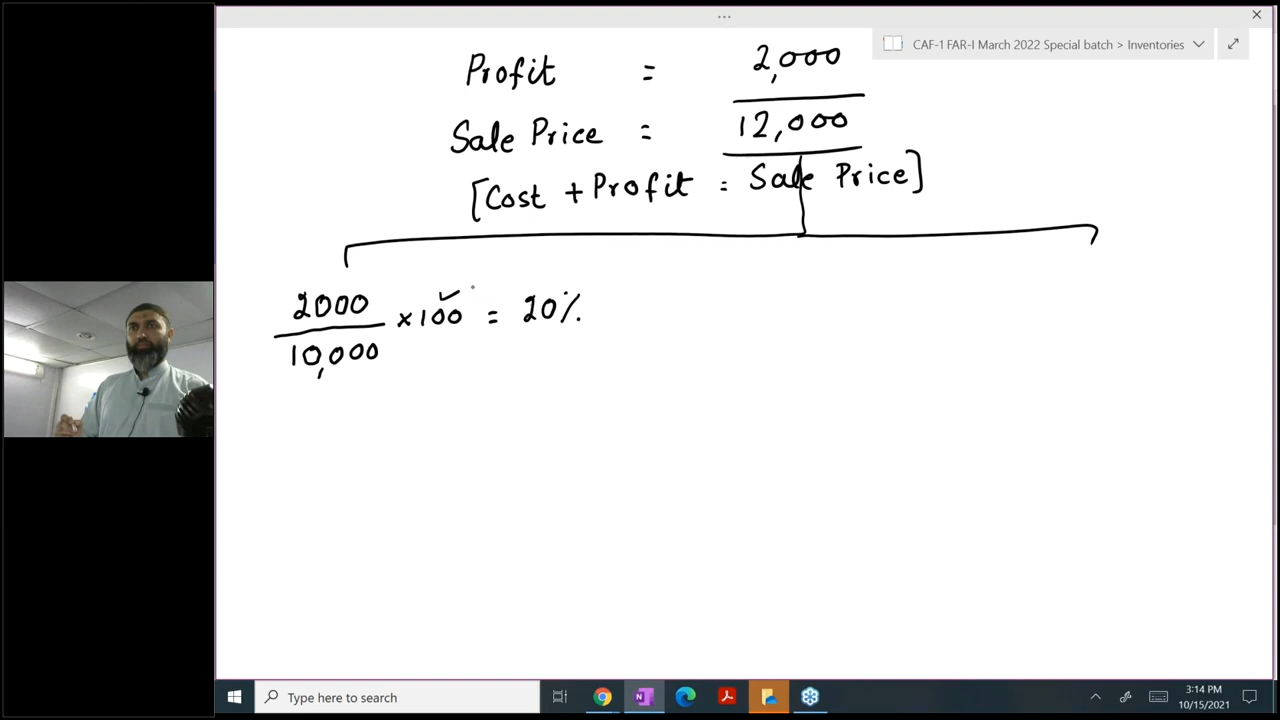 CAF-1 FAR-I March 2022 Special batch > Inventories
Profit = 2,000
Sale Price = 12,000
[Cost + Profit = Sale Price]
2000
× 100 = 20%
10,000
Type here to search
3:14 PM
10/15/2021